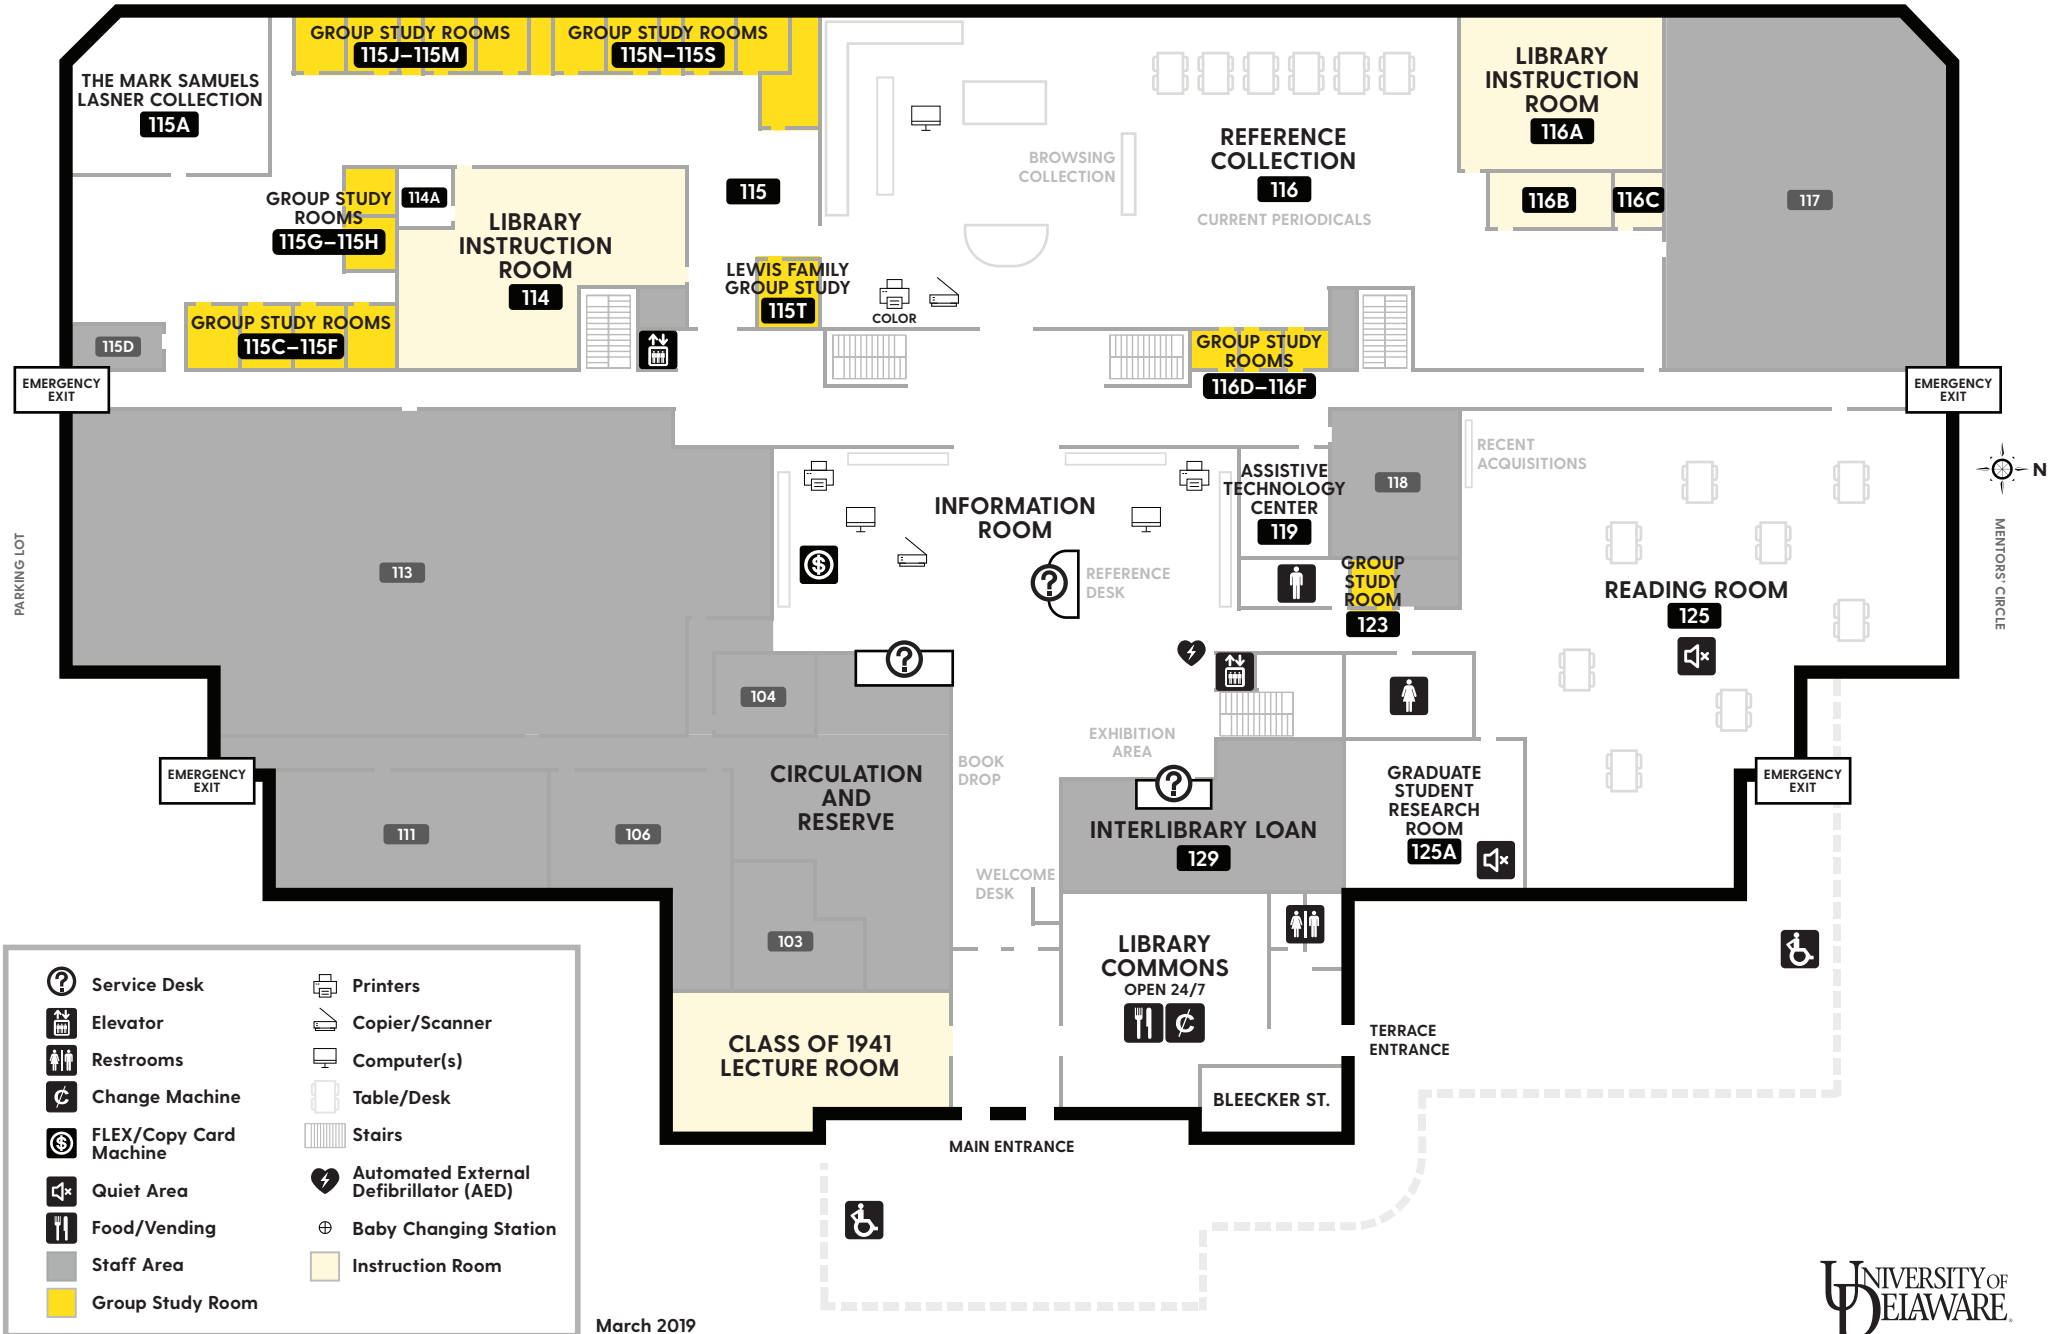 GROUP STUDY ROOMS
115J–115M
GROUP STUDY ROOMS
115N–115S
THE MARK SAMUELS
LASNER COLLECTION
115A
LIBRARY
INSTRUCTION
ROOM
116A
REFERENCE
COLLECTION
116
BROWSING
COLLECTION
CURRENT PERIODICALS
116B
116C
117
GROUP STUDY
ROOMS
115G–115H
114A
115
LIBRARY
INSTRUCTION
ROOM
114
LEWIS FAMILY
GROUP STUDY
115T
COLOR
GROUP STUDY ROOMS
115C–115F
115D
GROUP STUDY
ROOMS
116D–116F
EMERGENCY
EXIT
EMERGENCY
EXIT
PARKING LOT
113
INFORMATION
ROOM
REFERENCE
DESK
ASSISTIVE
TECHNOLOGY
CENTER
119
118
RECENT
ACQUISITIONS
N
MENTORS' CIRCLE
GROUP
STUDY
ROOM
123
READING ROOM
125
104
EMERGENCY
EXIT
CIRCULATION
AND
RESERVE
BOOK
DROP
EXHIBITION
AREA
INTERLIBRARY LOAN
129
GRADUATE
STUDENT
RESEARCH
ROOM
125A
EMERGENCY
EXIT
111
106
WELCOME
DESK
103
LIBRARY
COMMONS
OPEN 24/7
CLASS OF 1941
LECTURE ROOM
TERRACE
ENTRANCE
BLEECKER ST.
MAIN ENTRANCE
Service Desk
Elevator
Restrooms
Change Machine
FLEX/Copy Card
Machine
Quiet Area
Food/Vending
Staff Area
Group Study Room
Printers
Copier/Scanner
Computer(s)
Table/Desk
Stairs
Automated External
Defibrillator (AED)
Baby Changing Station
Instruction Room
March 2019
UNIVERSITY OF
DELAWARE